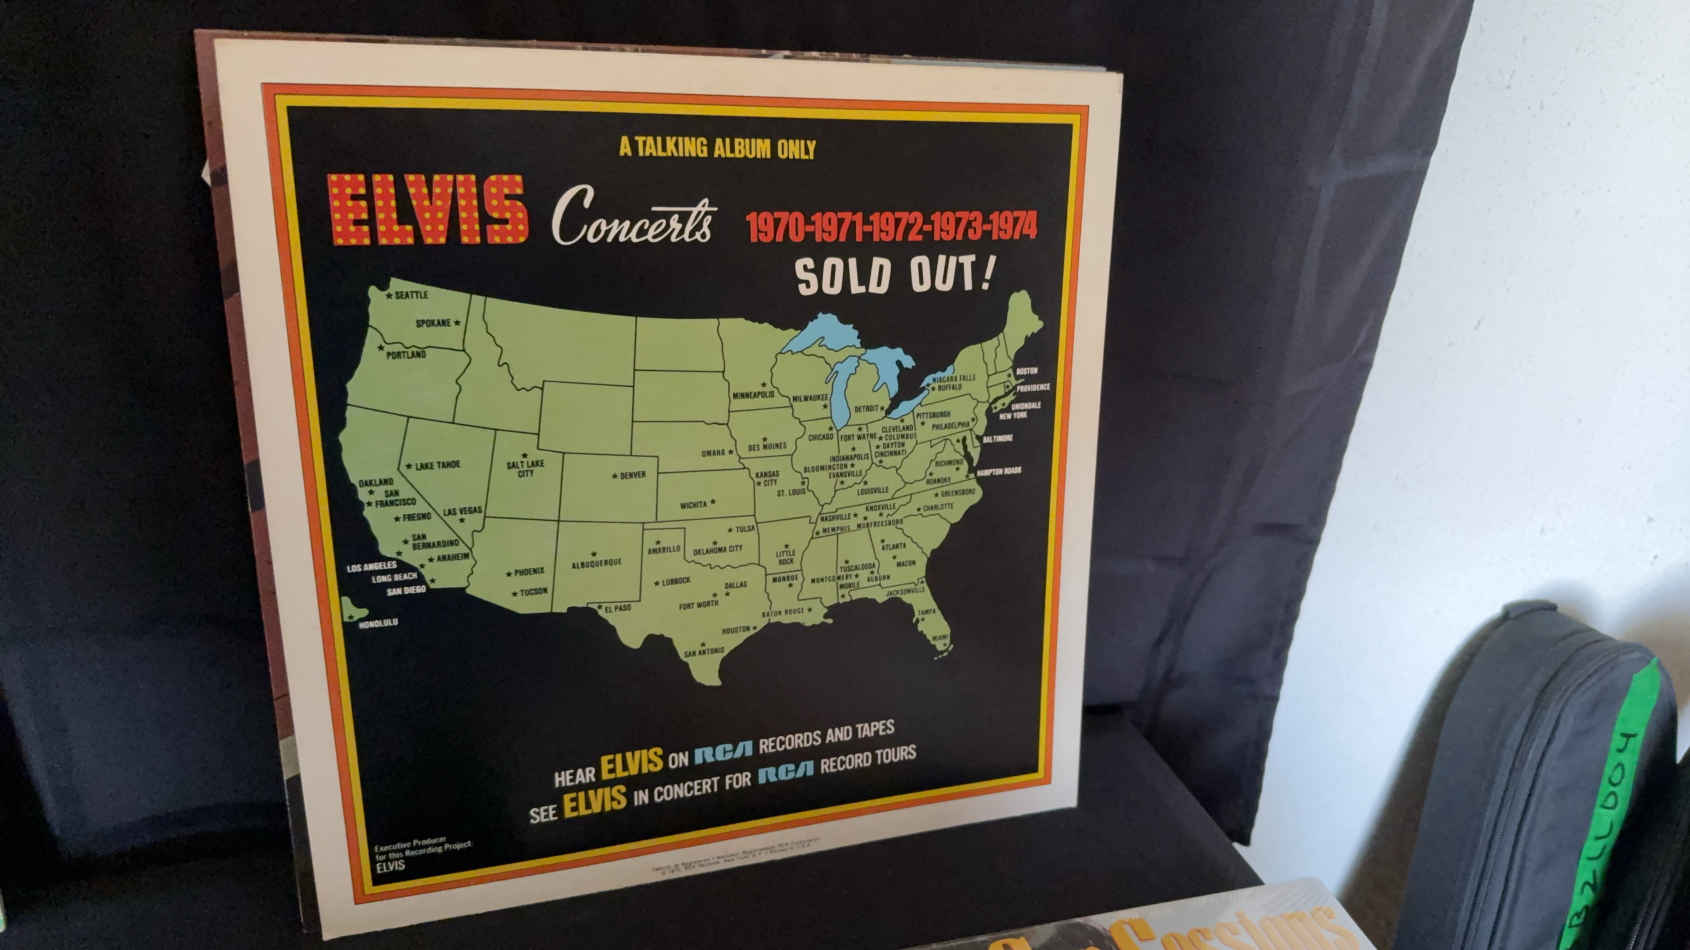 A TALKING ALBUM ONLY
ELVIS Concerts 1970-1971-1972-1973-1974
SOLD OUT!
SEATTLE
SPOKANE
PORTLAND
LAKE TAHOE
SALT LAKE
CITY
DENVER
OAKLAND
SAN
FRANCISCO
FRESNO
LAS VEGAS
SAN
BERNARDINO
ANAHEIM
LOS ANGELES
LONG BEACH
SAN DIEGO
HONOLULU
PHOENIX
TUCSON
ALBUQUERQUE
EL PASO
AMARILLO
LUBBOCK
OKLAHOMA CITY
TULSA
WICHITA
DALLAS
FORT WORTH
HOUSTON
SAN ANTONIO
MINNEAPOLIS
OMAHA
DES MOINES
KANSAS
CITY
ST. LOUIS
LITTLE
ROCK
MONROE
BATON ROUGE
MILWAUKEE
CHICAGO
DETROIT
FORT WAYNE
INDIANAPOLIS
BLOOMINGTON
EVANSVILLE
LOUISVILLE
CLEVELAND
COLUMBUS
DAYTON
CINCINNATI
NIAGARA FALLS
BUFFALO
PITTSBURGH
PHILADELPHIA
BOSTON
PROVIDENCE
UNIONDALE
NEW YORK
BALTIMORE
HAMPTON ROADS
RICHMOND
ROANOKE
GREENSBORO
CHARLOTTE
KNOXVILLE
NASHVILLE
MEMPHIS
MURFREESBORO
ATLANTA
MACON
TUSCALOOSA
MONTGOMERY
AUBURN
MOBILE
JACKSONVILLE
TAMPA
MIAMI
HEAR ELVIS ON RCA RECORDS AND TAPES
SEE ELVIS IN CONCERT FOR RCA RECORD TOURS
Executive Producer
for this Recording Project:
ELVIS
Sessions
BZLLDO4